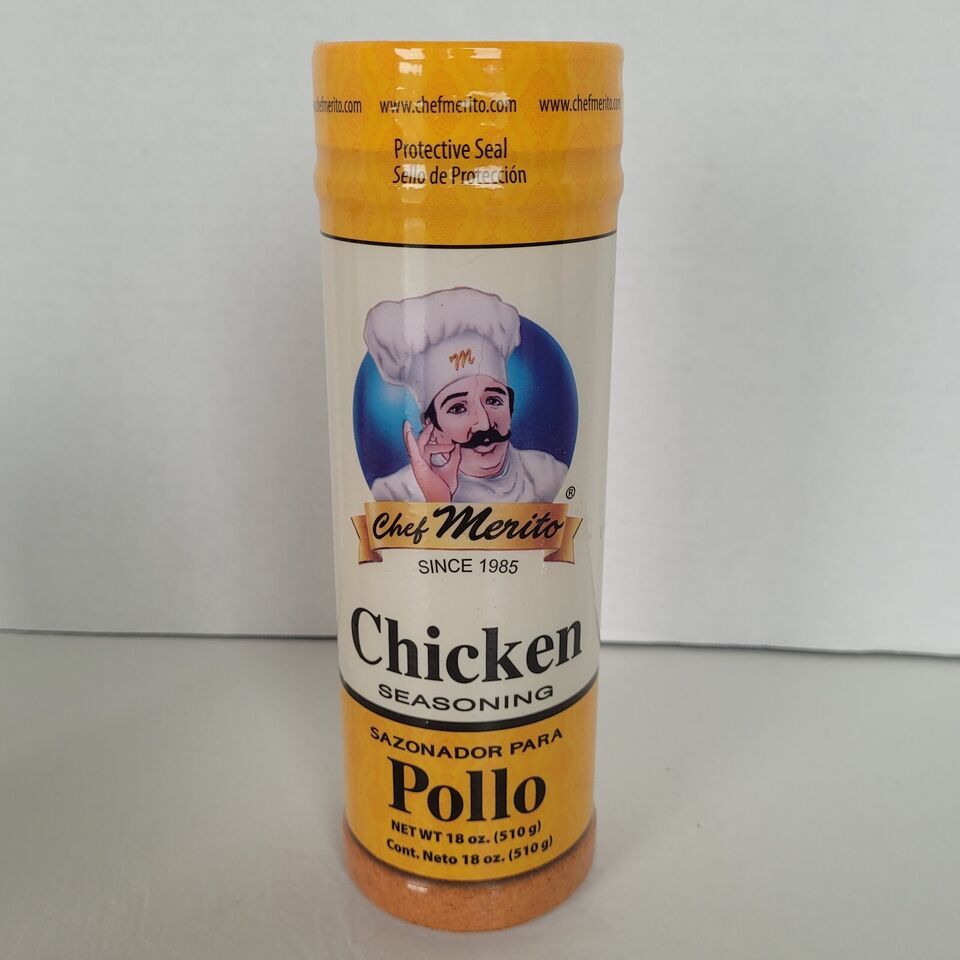 www.chefmerito.com www.chefmerito.com
Protective Seal
Sello de Protección
M
Chef Merito®
SINCE 1985
Chicken
SEASONING
SAZONADOR PARA
Pollo
NET WT 18 oz. (510 g)
Cont. Neto 18 oz. (510 g)